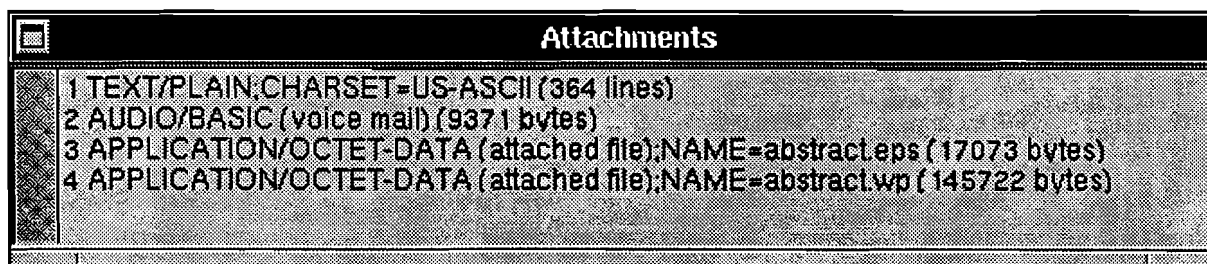 Attachments
1 TEXT/PLAIN;CHARSET=US-ASCII (364 lines)
2 AUDIO/BASIC (voice mail) (9371 bytes)
3 APPLICATION/OCTET-DATA (attached file);NAME=abstract.eps (17073 bytes)
4 APPLICATION/OCTET-DATA (attached file);NAME=abstract.wp (145722 bytes)